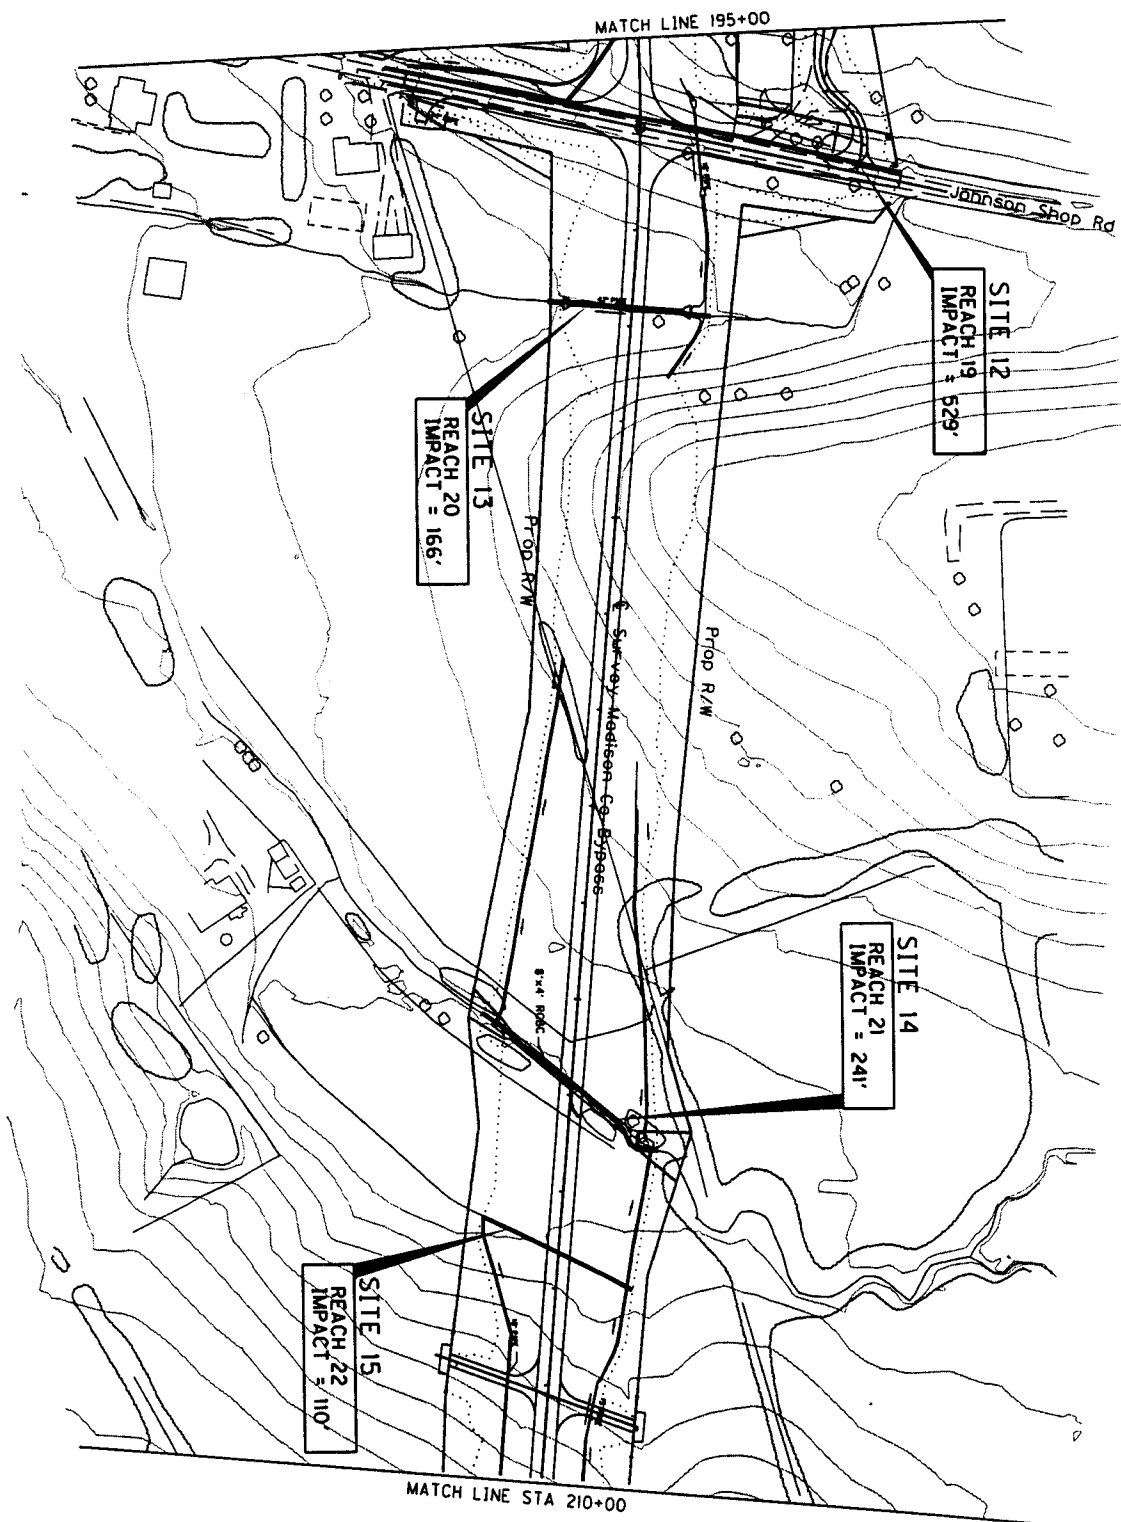 MATCH LINE 195+00
Johnson Shop Rd
SITE 12
REACH 19
IMPACT = 529'
SITE 13
REACH 20
IMPACT = 166'
Prop R/W
Prop R/W
℄ Survey Madison Co Bypass
SITE 14
REACH 21
IMPACT = 241'
8'x4' RCBC
SITE 15
REACH 22
IMPACT = 110'
MATCH LINE STA 210+00